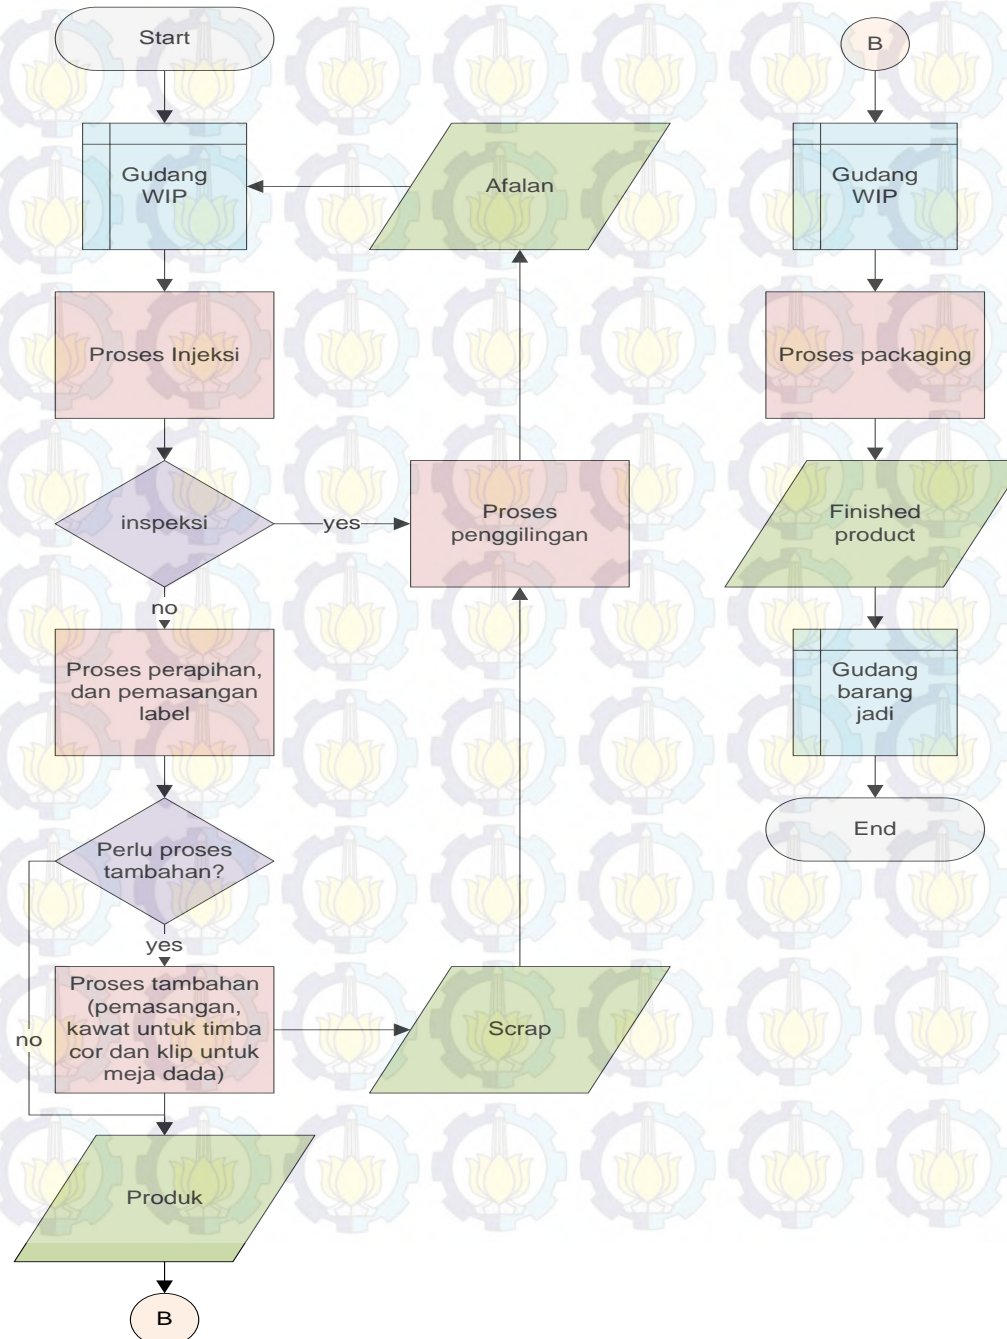 Start
Gudang
WIP
Afalan
Proses Injeksi
inspeksi
yes
Proses
penggilingan
no
Proses perapihan,
dan pemasangan
label
Perlu proses
tambahan?
yes
no
Proses tambahan
(pemasangan,
kawat untuk timba
cor dan klip untuk
meja dada)
Scrap
Produk
B
B
Gudang
WIP
Proses packaging
Finished
product
Gudang
barang
jadi
End